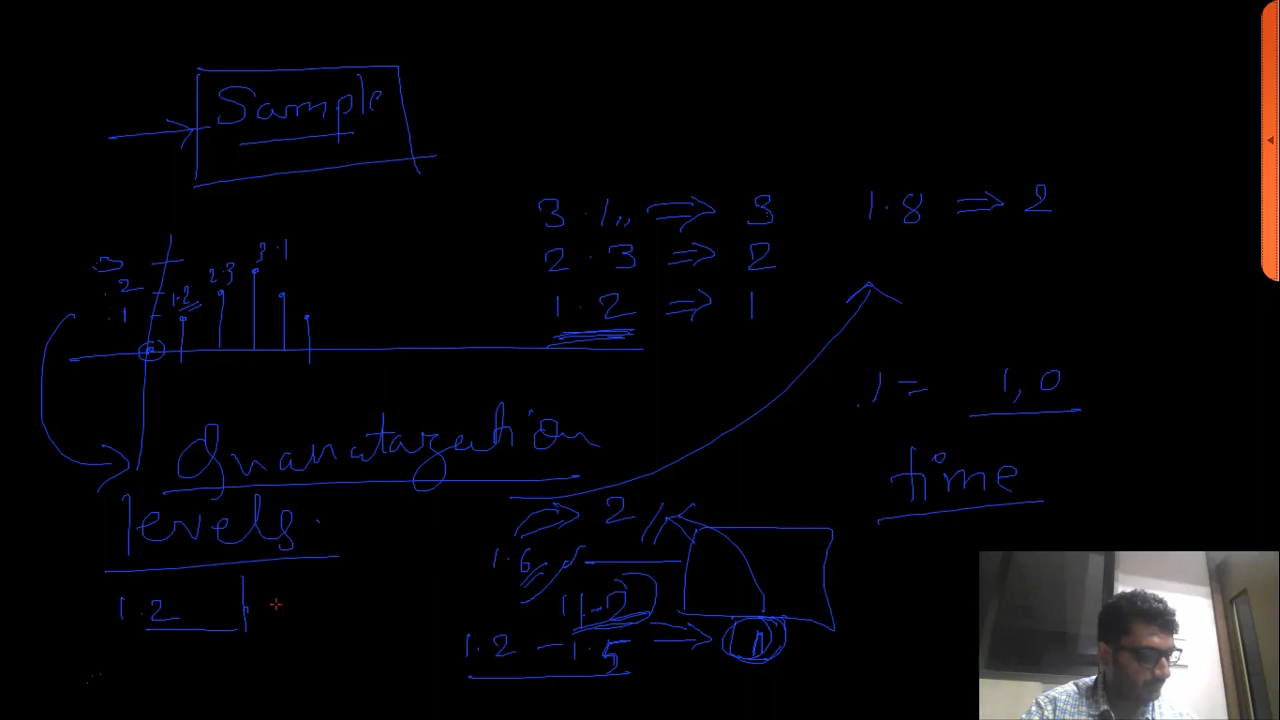 Sample
3.1,, ⇒ 3
1.8 ⇒ 2
2.3 ⇒ 2
1.2 ⇒ 1
3
2
1
1.2
2.3
3.1
1,0
Quanatazation
levels.
time
⇒ 2
1.6
1.2
1.2 - 1.5 ⇒ 1